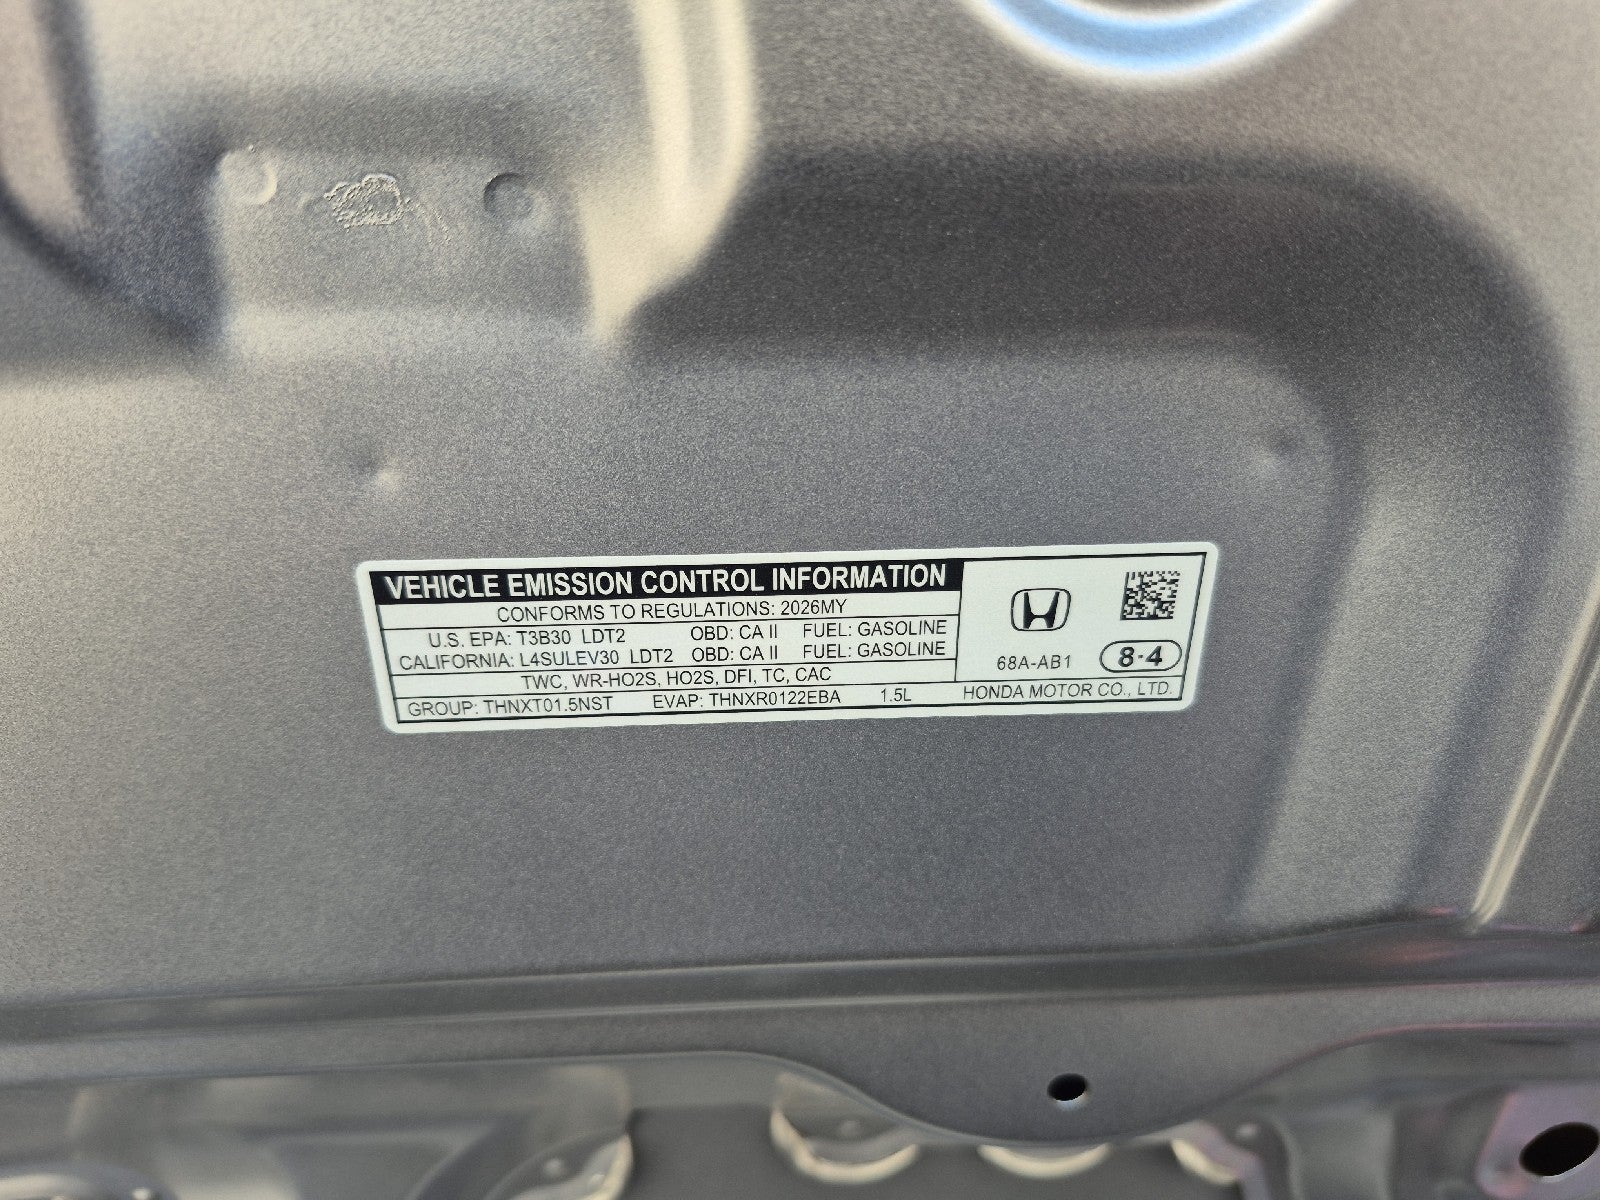 VEHICLE EMISSION CONTROL INFORMATION
CONFORMS TO REGULATIONS: 2026MY
U.S. EPA: T3B30 LDT2 OBD: CA II FUEL: GASOLINE
CALIFORNIA: L4SULEV30 LDT2 OBD: CA II FUEL: GASOLINE
TWC, WR-HO2S, HO2S, DFI, TC, CAC
GROUP: THNXT01.5NST EVAP: THNXR0122EBA 1.5L
68A-AB1 8-4
HONDA MOTOR CO., LTD.